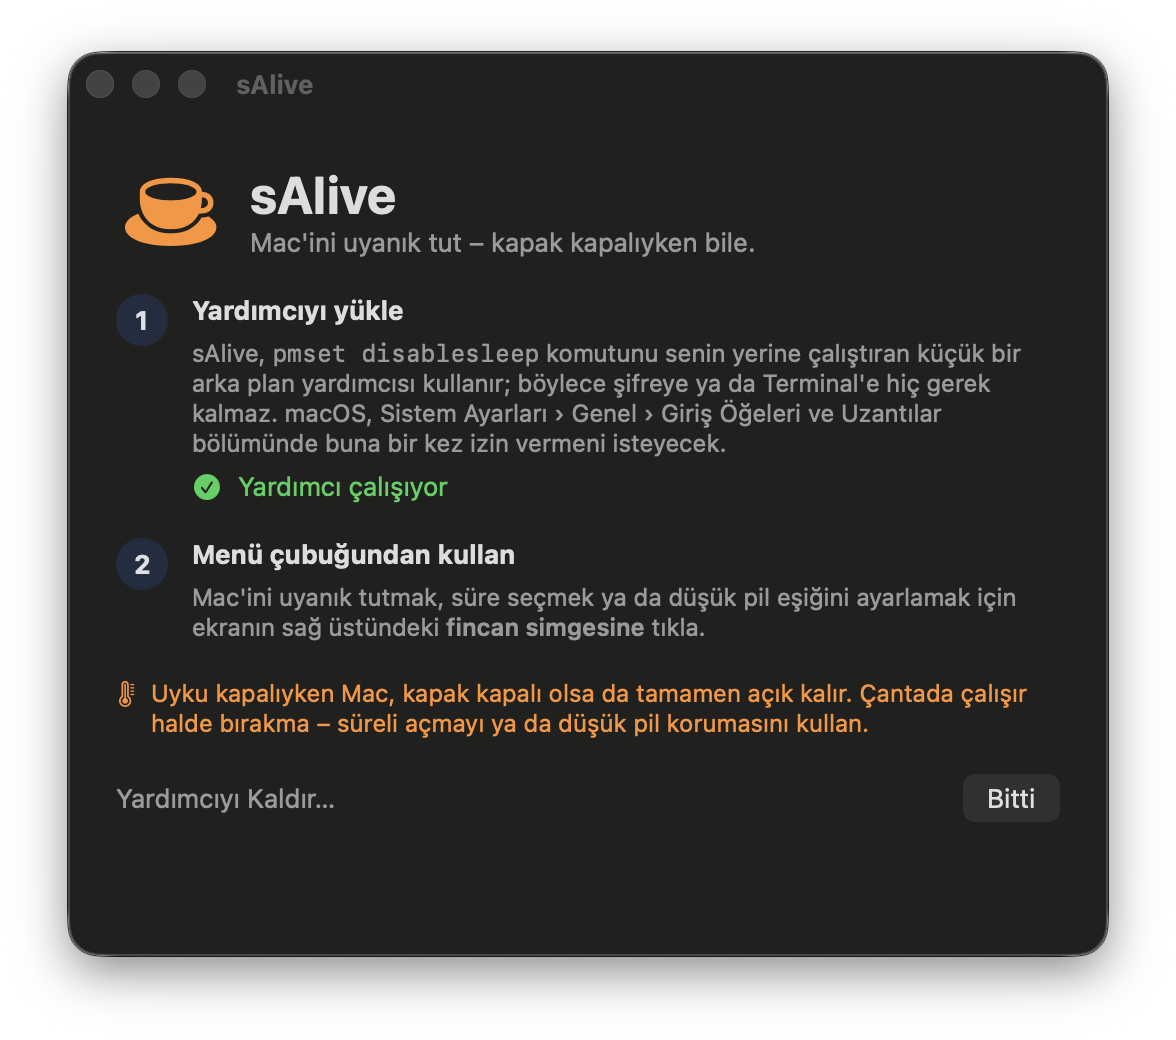 sAlive
sAlive
Mac'ini uyanık tut – kapak kapalıyken bile.
1
Yardımcıyı yükle
sAlive, pmset disablesleep komutunu senin yerine çalıştıran küçük bir
arka plan yardımcısı kullanır; böylece şifreye ya da Terminal'e hiç gerek
kalmaz. macOS, Sistem Ayarları › Genel › Giriş Öğeleri ve Uzantılar
bölümünde buna bir kez izin vermeni isteyecek.
Yardımcı çalışıyor
2
Menü çubuğundan kullan
Mac'ini uyanık tutmak, süre seçmek ya da düşük pil eşiğini ayarlamak için
ekranın sağ üstündeki fincan simgesine tıkla.
Uyku kapalıyken Mac, kapak kapalı olsa da tamamen açık kalır. Çantada çalışır
halde bırakma – süreli açmayı ya da düşük pil korumasını kullan.
Yardımcıyı Kaldır...
Bitti